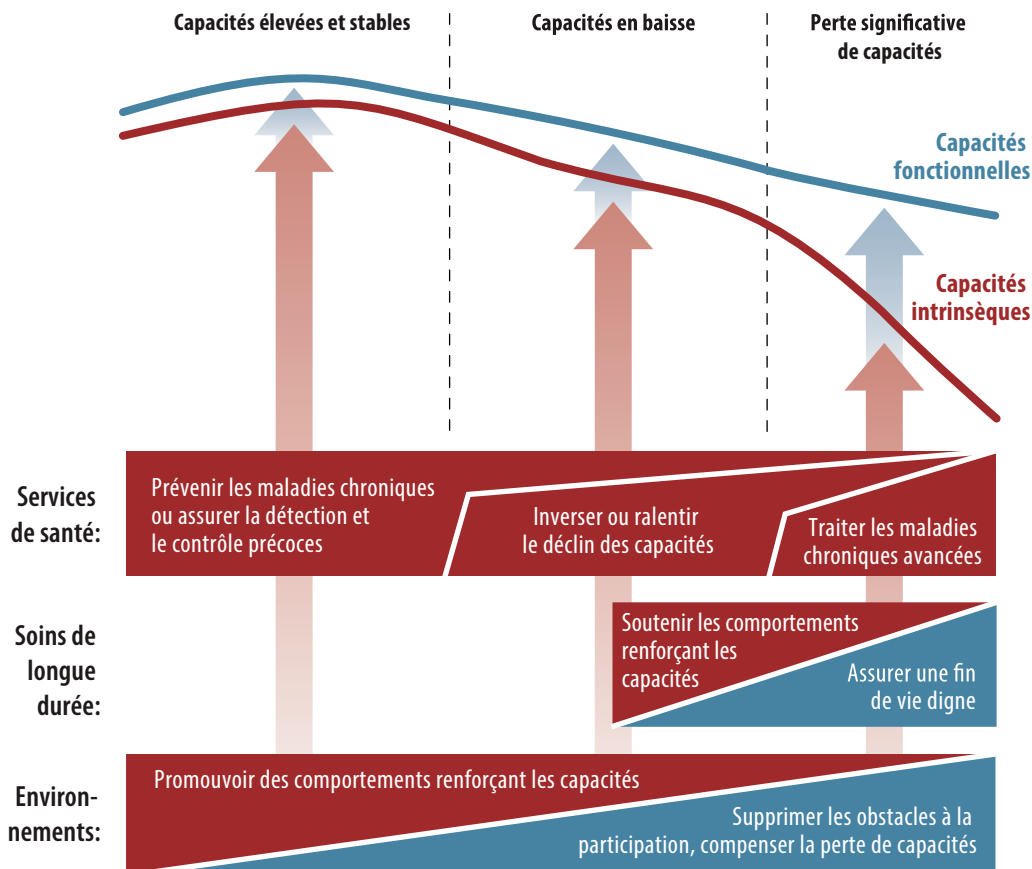 Capacités élevées et stables
Capacités en baisse
Perte significative
de capacités
Capacités
fonctionnelles
Capacités
intrinsèques
Services
de santé:
Prévenir les maladies chroniques
ou assurer la détection et
le contrôle précoces
Inverser ou ralentir
le déclin des capacités
Traiter les maladies
chroniques avancées
Soins de
longue
durée:
Soutenir les comportements
renforçant les
capacités
Assurer une fin
de vie digne
Environ-
nements:
Promouvoir des comportements renforçant les capacités
Supprimer les obstacles à la
participation, compenser la perte de capacités